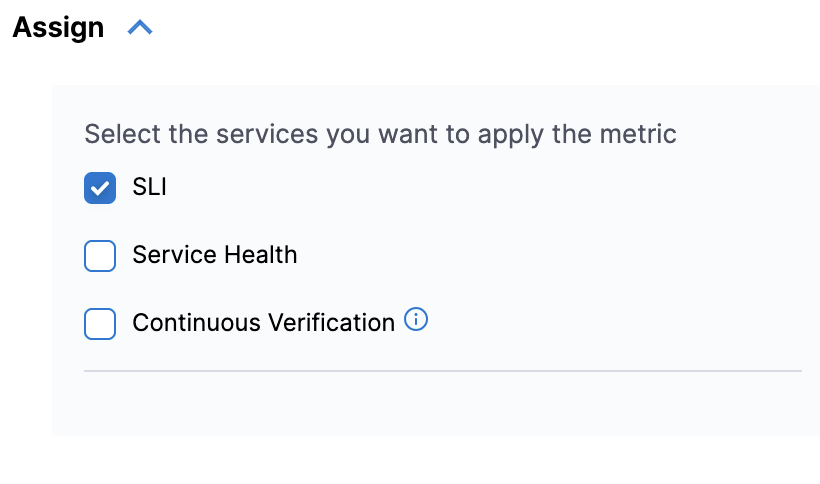 Assign
Select the services you want to apply the metric
SLI
Service Health
Continuous Verification